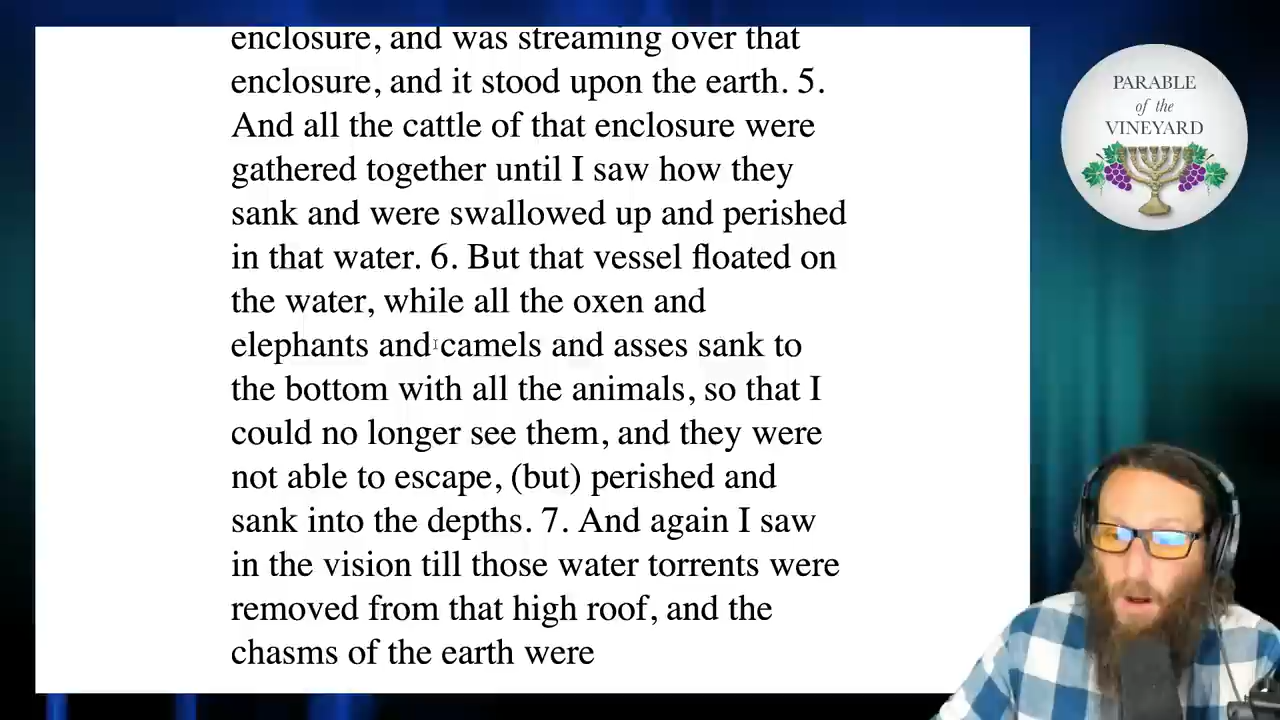 enclosure, and was streaming over that
enclosure, and it stood upon the earth. 5.
And all the cattle of that enclosure were
gathered together until I saw how they
sank and were swallowed up and perished
in that water. 6. But that vessel floated on
the water, while all the oxen and
elephants and camels and asses sank to
the bottom with all the animals, so that I
could no longer see them, and they were
not able to escape, (but) perished and
sank into the depths. 7. And again I saw
in the vision till those water torrents were
removed from that high roof, and the
chasms of the earth were
PARABLE
of the
VINEYARD